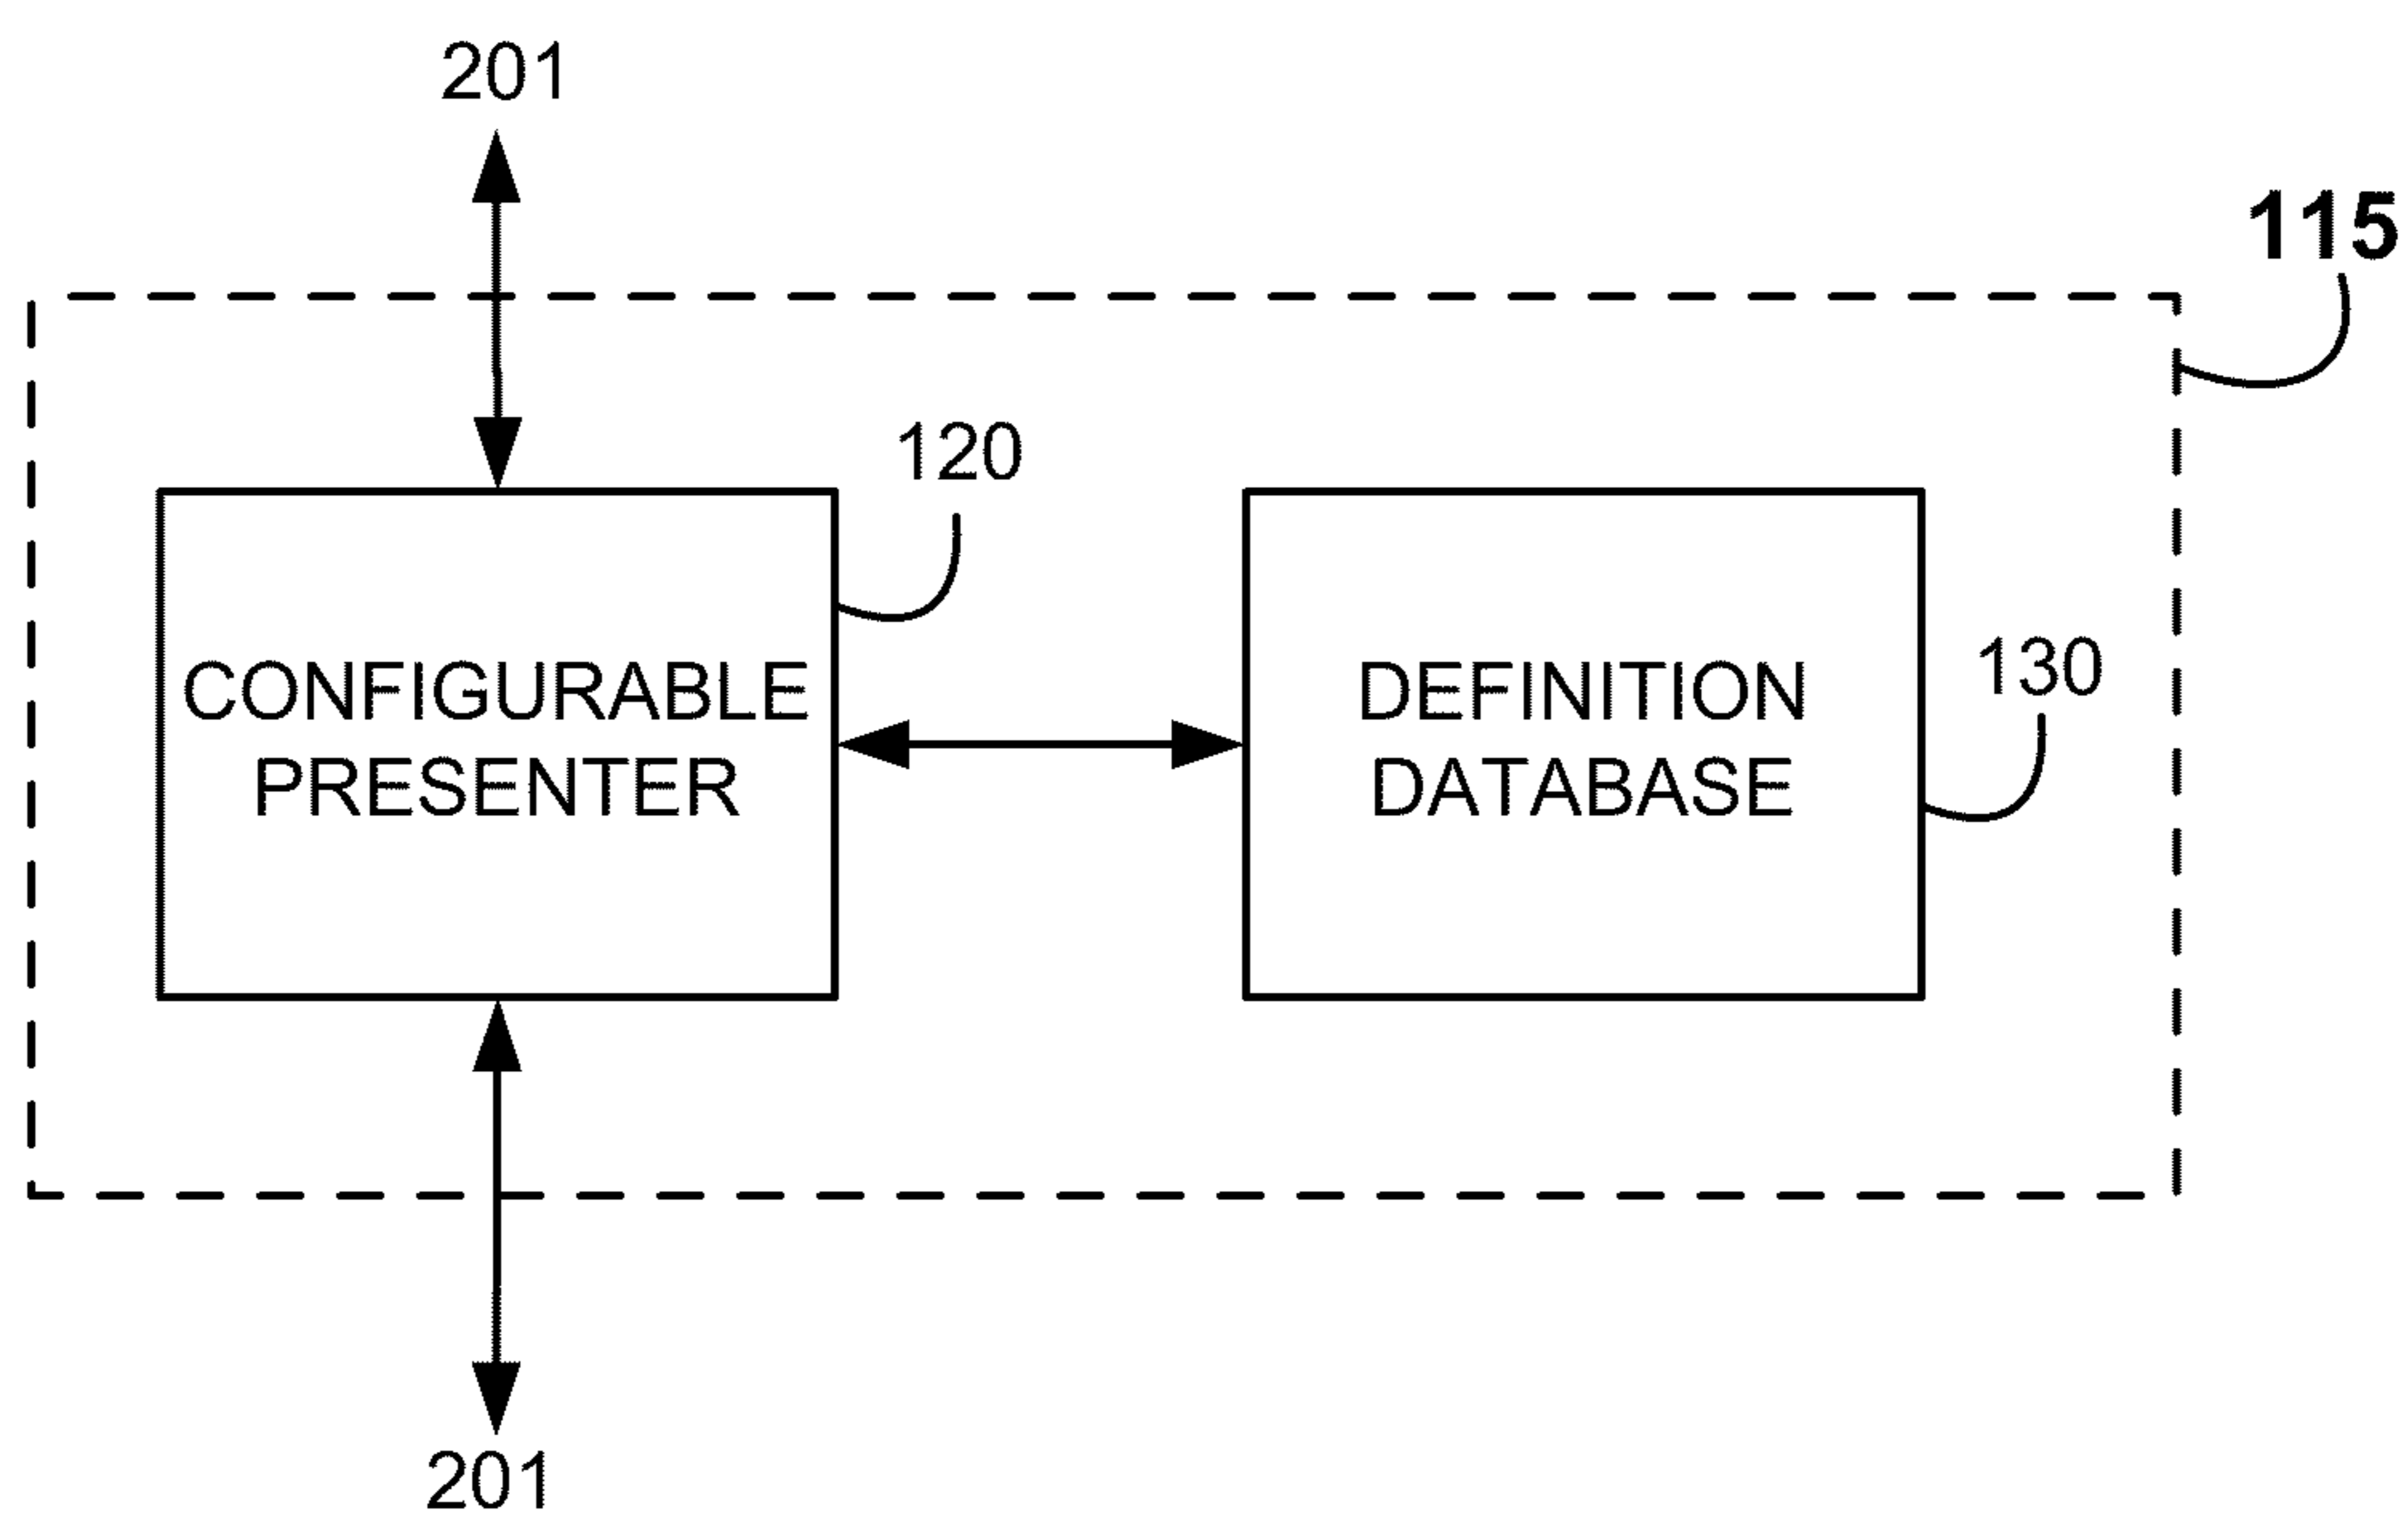 201
115
120
CONFIGURABLE
PRESENTER
DEFINITION
DATABASE
130
201